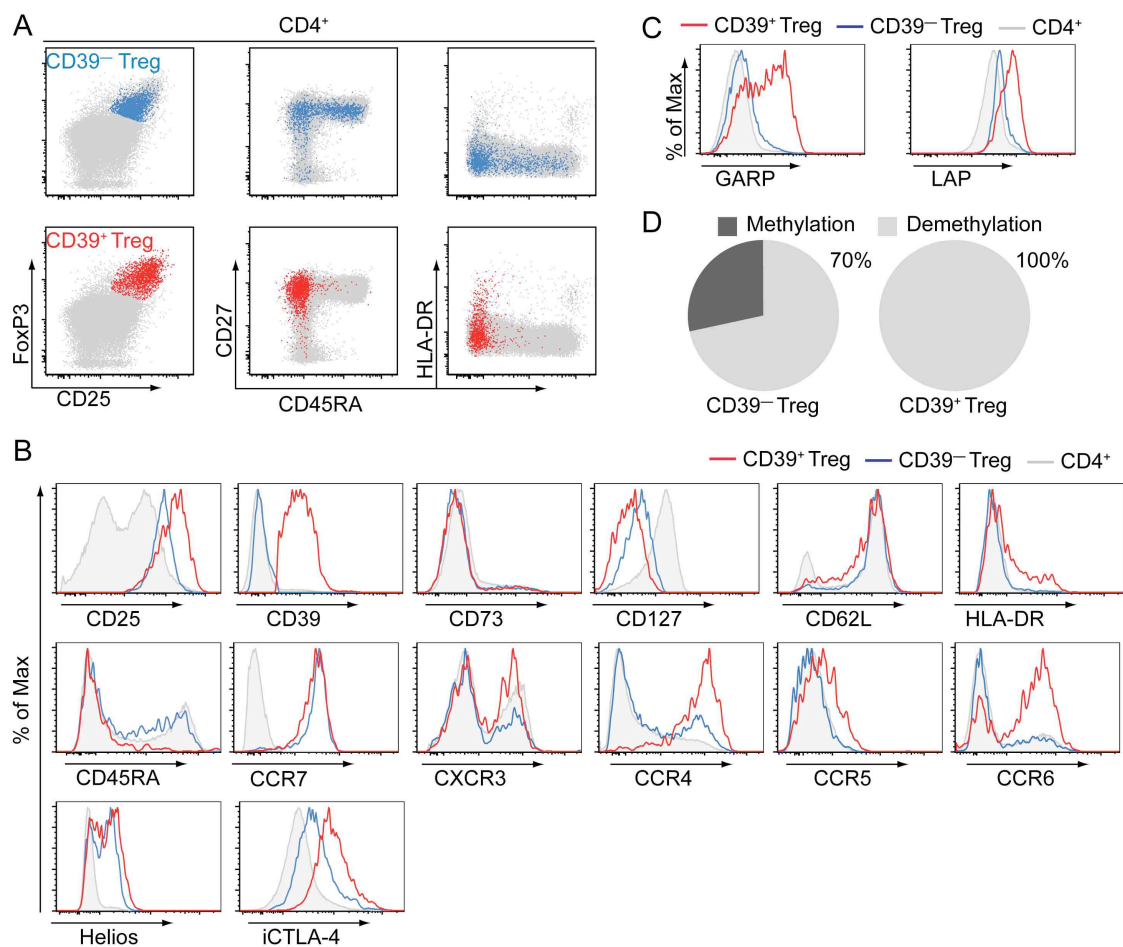 A
CD4⁺
CD39⁻ Treg
CD39⁺ Treg
FoxP3
CD25
CD27
HLA-DR
CD45RA
C
CD39⁺ Treg CD39⁻ Treg CD4⁺
% of Max
GARP LAP
D
Methylation Demethylation
70% 100%
CD39⁻ Treg CD39⁺ Treg
B
CD39⁺ Treg CD39⁻ Treg CD4⁺
% of Max
CD25 CD39 CD73 CD127 CD62L HLA-DR
CD45RA CCR7 CXCR3 CCR4 CCR5 CCR6
Helios iCTLA-4